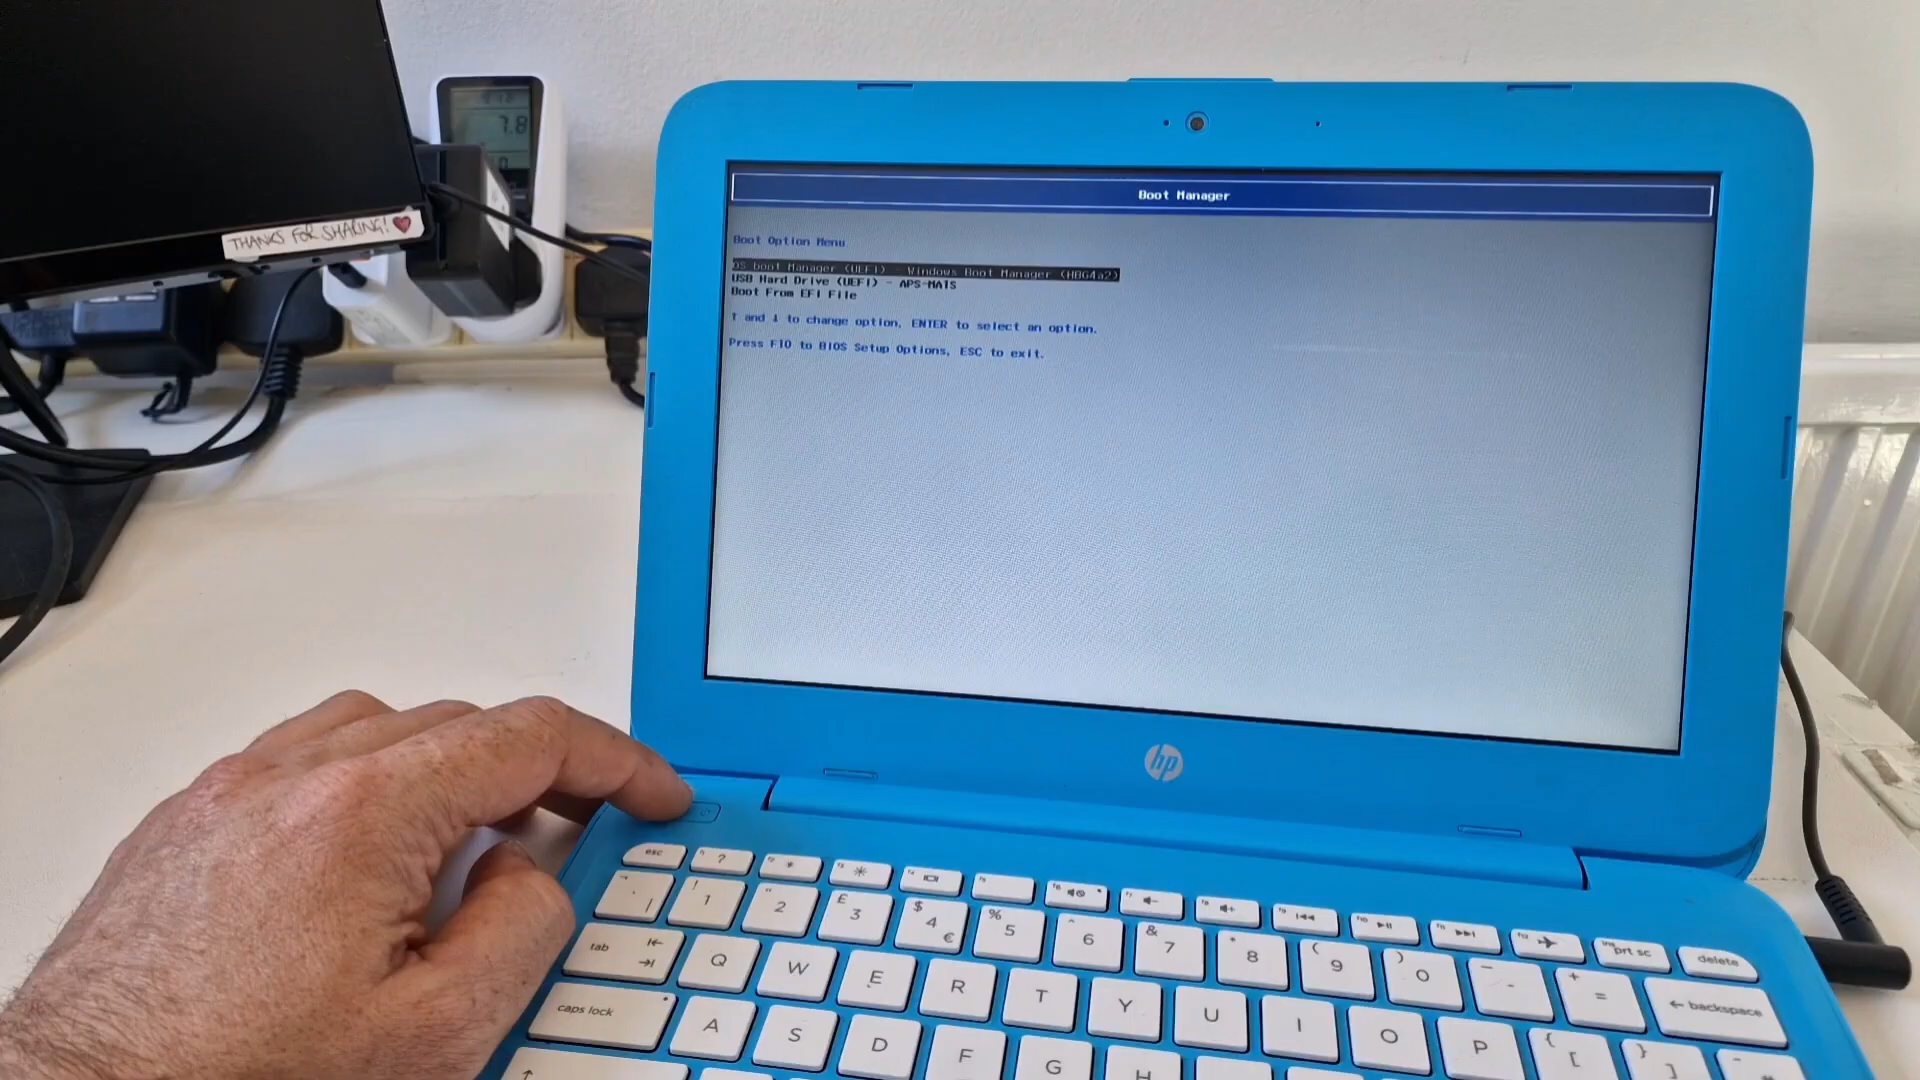 THANKS FOR SHARING!
7.8
Boot Manager
Boot Option Menu
OS boot Manager (UEFI) - Windows Boot Manager (HBG4a2)
USB Hard Drive (UEFI) - APS-MA1S
Boot From EFI File
↑ and ↓ to change option, ENTER to select an option.
Press F10 to BIOS Setup Options, ESC to exit.
hp
esc ?
prt sc delete
! 1 " 2 £ 3 $ 4 € % 5 ^ 6 & 7 * 8 ( 9 ) 0 _ - + = ← backspace
tab Q W E R T Y U I O P { [ } ]
caps lock A S D F G H